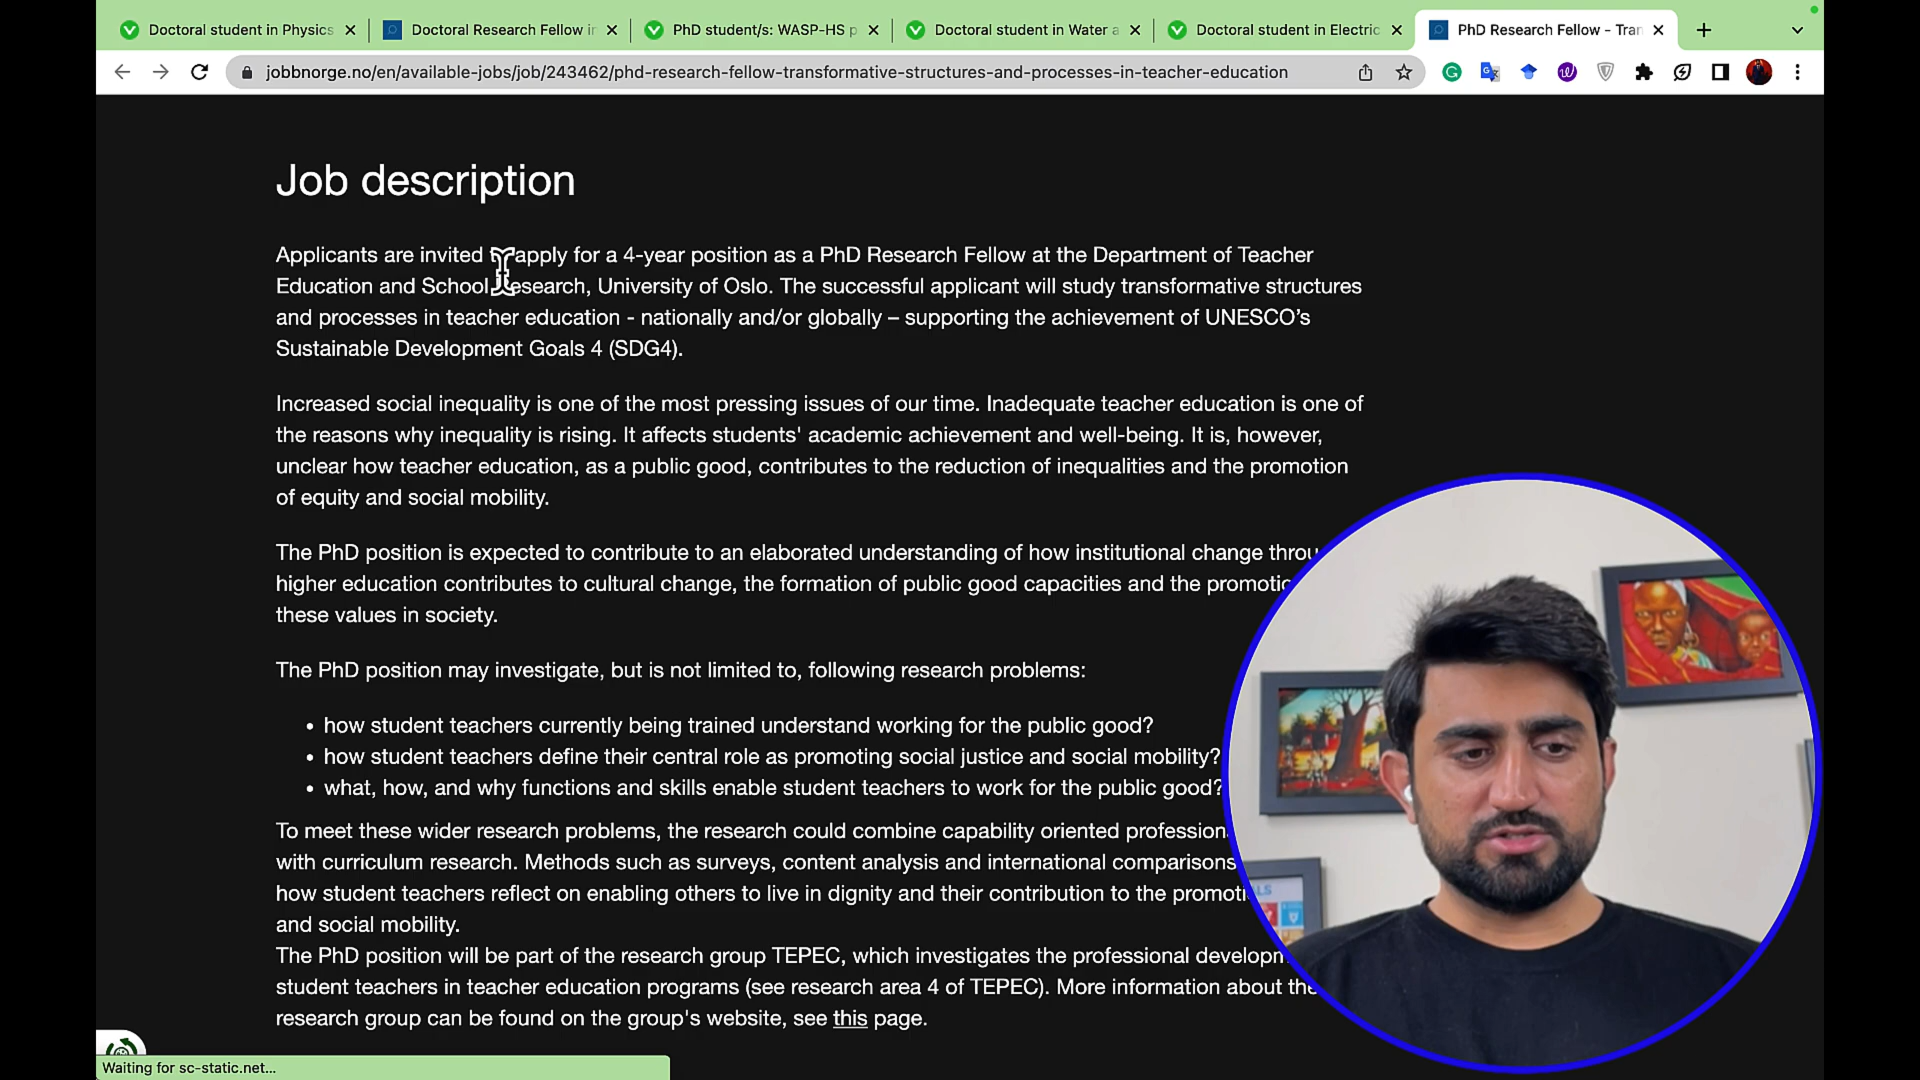 Doctoral student in Physics
Doctoral Research Fellow in
PhD student/s: WASP-HS p
Doctoral student in Water a
Doctoral student in Electric
PhD Research Fellow - Tran
jobbnorge.no/en/available-jobs/job/243462/phd-research-fellow-transformative-structures-and-processes-in-teacher-education
Job description
Applicants are invited apply for a 4-year position as a PhD Research Fellow at the Department of Teacher
Education and School Research, University of Oslo. The successful applicant will study transformative structures
and processes in teacher education - nationally and/or globally – supporting the achievement of UNESCO’s
Sustainable Development Goals 4 (SDG4).
Increased social inequality is one of the most pressing issues of our time. Inadequate teacher education is one of
the reasons why inequality is rising. It affects students' academic achievement and well-being. It is, however,
unclear how teacher education, as a public good, contributes to the reduction of inequalities and the promotion
of equity and social mobility.
The PhD position is expected to contribute to an elaborated understanding of how institutional change throu
higher education contributes to cultural change, the formation of public good capacities and the promotic
these values in society.
The PhD position may investigate, but is not limited to, following research problems:
• how student teachers currently being trained understand working for the public good?
• how student teachers define their central role as promoting social justice and social mobility?
• what, how, and why functions and skills enable student teachers to work for the public good?
To meet these wider research problems, the research could combine capability oriented profession
with curriculum research. Methods such as surveys, content analysis and international comparisons
how student teachers reflect on enabling others to live in dignity and their contribution to the promoti
and social mobility.
The PhD position will be part of the research group TEPEC, which investigates the professional developm
student teachers in teacher education programs (see research area 4 of TEPEC). More information about the
research group can be found on the group's website, see this page.
Waiting for sc-static.net...